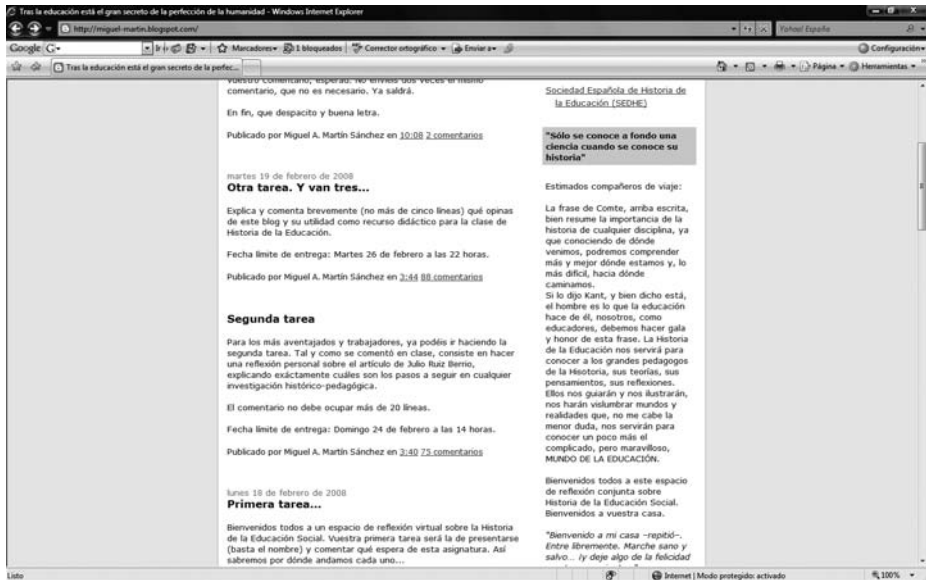 Tras la educación está el gran secreto de la perfección de la humanidad - Windows Internet Explorer
http://miguel-martin.blogspot.com/
Yahoo! España
Google
Marcadores
1 bloqueados
Corrector ortográfico
Enviar a
Configuración
Tras la educación está el gran secreto de la perfec...
Página
Herramientas
vuestro comentario, esperad. No enviéis dos veces el mismo
comentario, que no es necesario. Ya saldrá.
En fin, que despacito y buena letra.
Publicado por Miguel A. Martín Sánchez en 10:08 2 comentarios
martes 19 de febrero de 2008
Otra tarea. Y van tres...
Explica y comenta brevemente (no más de cinco líneas) qué opinas
de este blog y su utilidad como recurso didáctico para la clase de
Historia de la Educación.
Fecha límite de entrega: Martes 26 de febrero a las 22 horas.
Publicado por Miguel A. Martín Sánchez en 3:44 88 comentarios
Segunda tarea
Para los más aventajados y trabajadores, ya podéis ir haciendo la
segunda tarea. Tal y como se comentó en clase, consiste en hacer
una reflexión personal sobre el artículo de Julio Ruiz Berrio,
explicando exáctamente cuáles son los pasos a seguir en cualquier
investigación histórico-pedagógica.
El comentario no debe ocupar más de 20 líneas.
Fecha límite de entrega: Domingo 24 de febrero a las 14 horas.
Publicado por Miguel A. Martín Sánchez en 3:40 75 comentarios
lunes 18 de febrero de 2008
Primera tarea...
Bienvenidos todos a un espacio de reflexión virtual sobre la Historia
de la Educación Social. Vuestra primera tarea será la de presentarse
(basta el nombre) y comentar qué espera de esta asignatura. Así
sabremos por dónde andamos cada uno...
Sociedad Española de Historia de
la Educación (SEDHE)
"Sólo se conoce a fondo una
ciencia cuando se conoce su
historia"
Estimados compañeros de viaje:
La frase de Comte, arriba escrita,
bien resume la importancia de la
historia de cualquier disciplina, ya
que conociendo de dónde
venimos, podremos comprender
más y mejor dónde estamos y, lo
más difícil, hacia dónde
caminamos.
Si lo dijo Kant, y bien dicho está,
el hombre es lo que la educación
hace de él, nosotros, como
educadores, debemos hacer gala
y honor de esta frase. La Historia
de la Educación nos servirá para
conocer a los grandes pedagogos
de la Hisotoria, sus teorías, sus
pensamientos, sus reflexiones.
Ellos nos guiarán y nos ilustrarán,
nos harán vislumbrar mundos y
realidades que, no me cabe la
menor duda, nos servirán para
conocer un poco más el
complicado, pero maravilloso,
MUNDO DE LA EDUCACIÓN.
Bienvenidos todos a este espacio
de reflexión conjunta sobre
Historia de la Educación Social.
Bienvenidos a vuestra casa.
"Bienvenido a mi casa –repitió–.
Entre libremente. Marche sano y
salvo... ¡y deje algo de la felicidad
Listo
Internet | Modo protegido: activado
100%